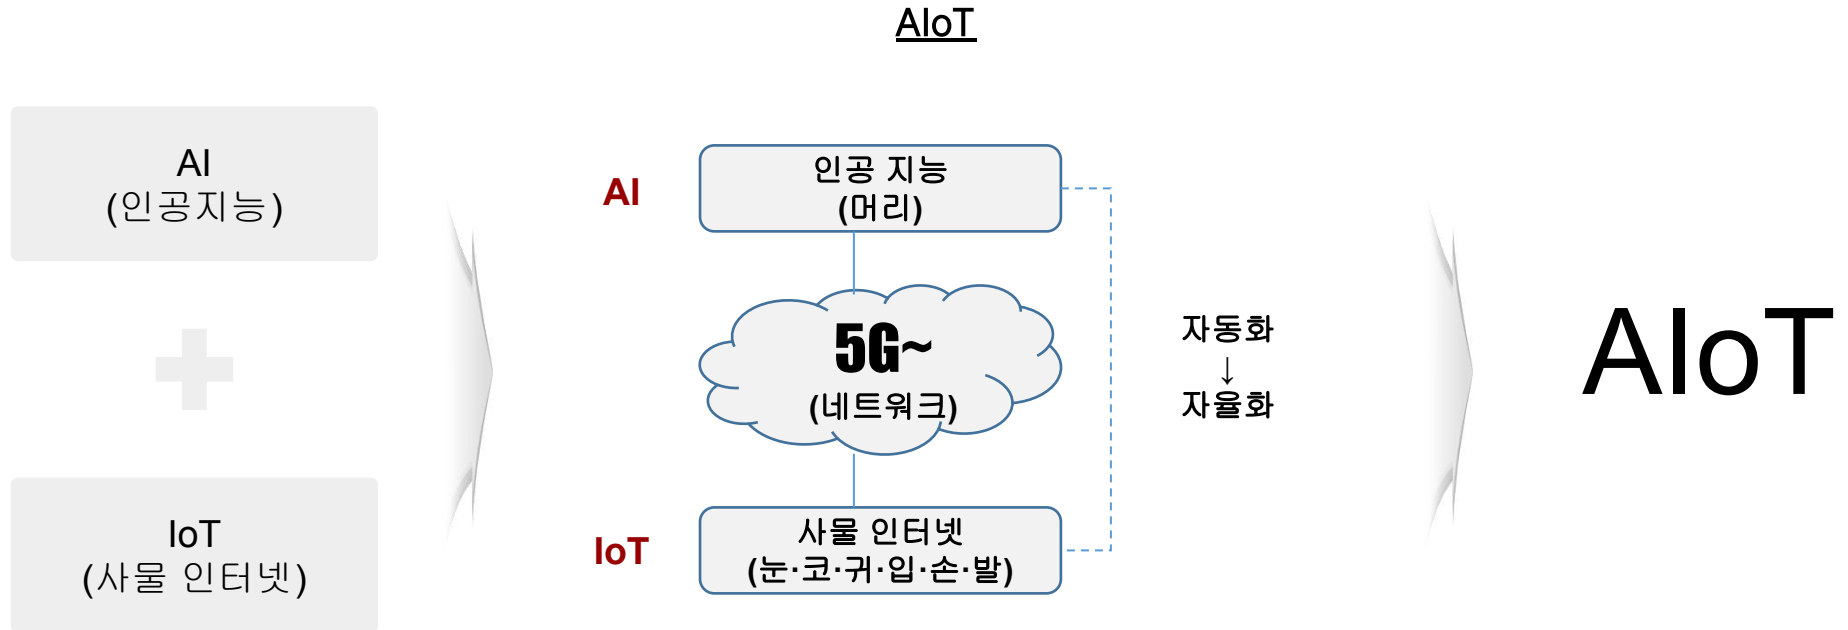 AIoT
AI
(인공지능)
IoT
(사물 인터넷)
AI
인공 지능
(머리)
5G~
(네트워크)
IoT
사물 인터넷
(눈·코·귀·입·손·발)
자동화
↓
자율화
AIoT